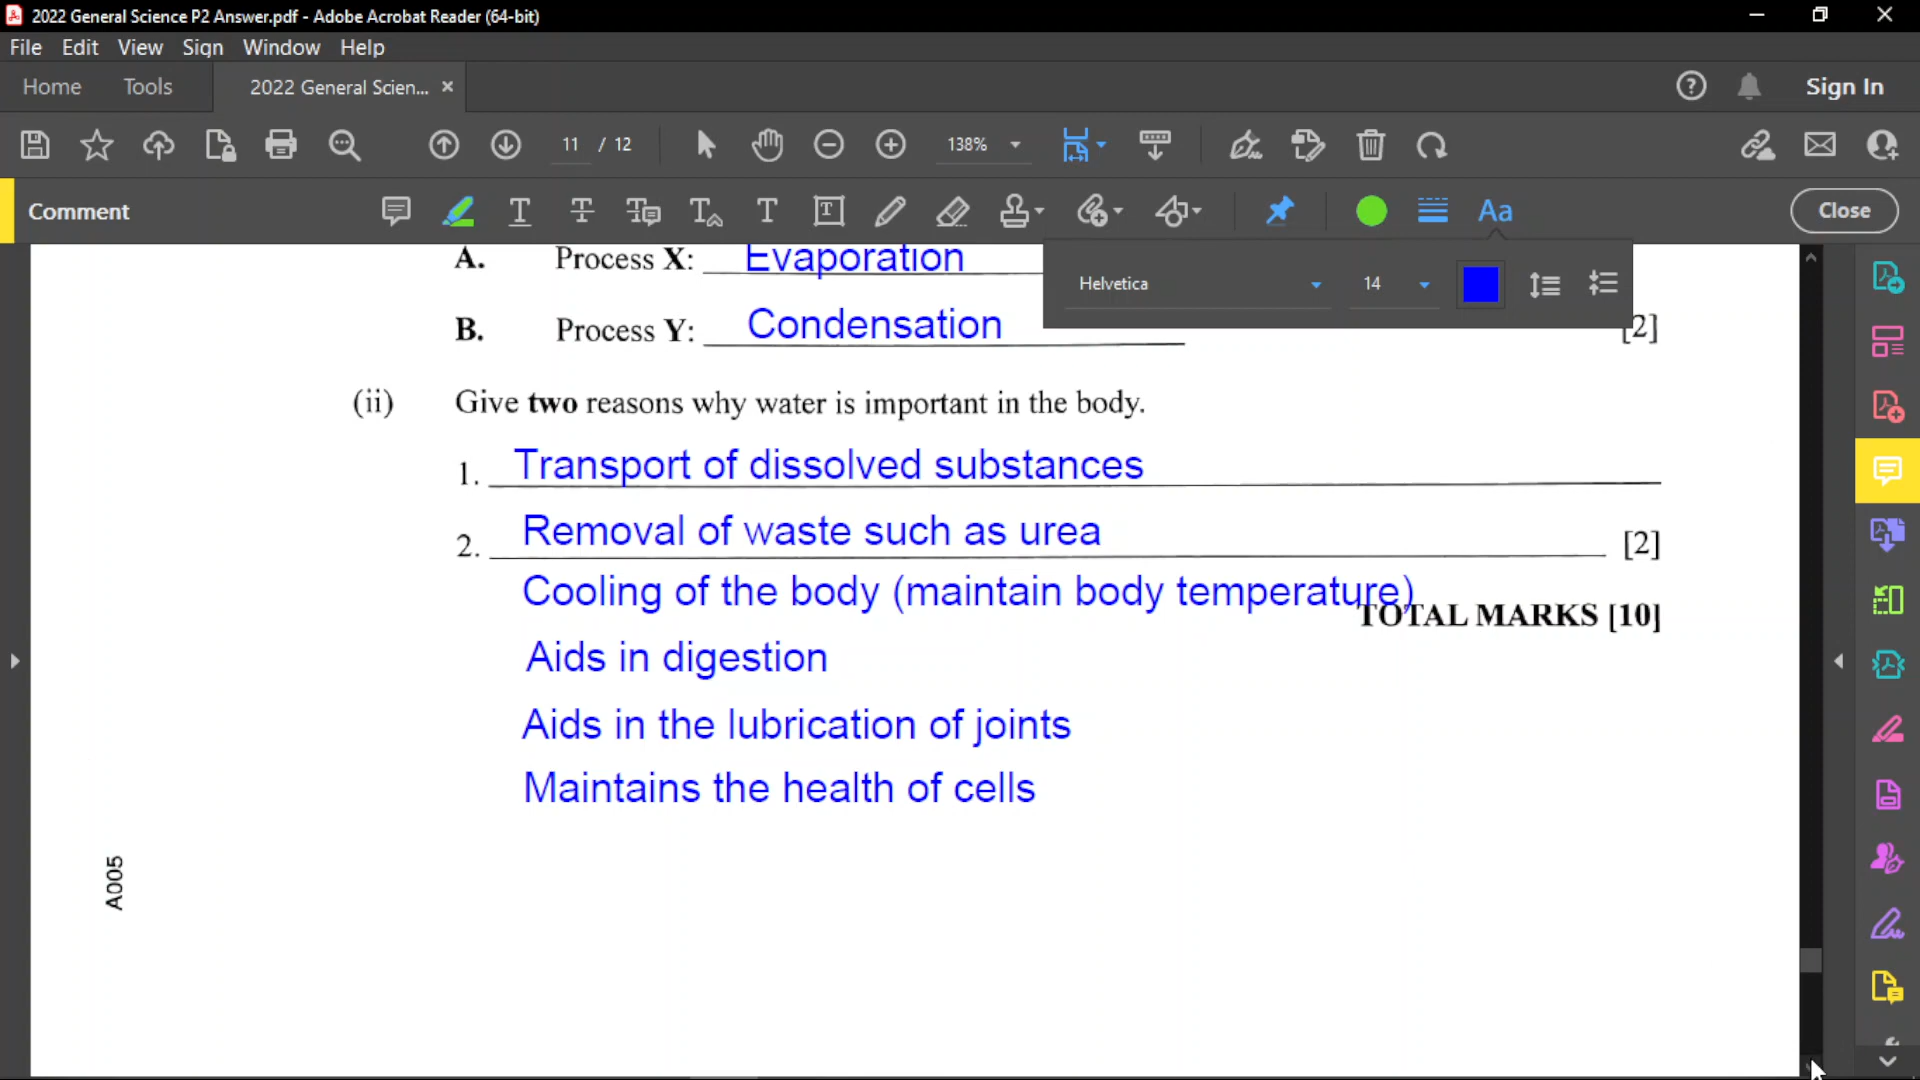 2022 General Science P2 Answer.pdf - Adobe Acrobat Reader (64-bit)
File Edit View Sign Window Help
Home Tools 2022 General Scien... Sign In
11 / 12 138%
Comment Close
Helvetica 14
A. Process X: Evaporation
B. Process Y: Condensation [2]
(ii) Give two reasons why water is important in the body.
1. Transport of dissolved substances
2. Removal of waste such as urea [2]
Cooling of the body (maintain body temperature)
TOTAL MARKS [10]
Aids in digestion
Aids in the lubrication of joints
Maintains the health of cells
A005